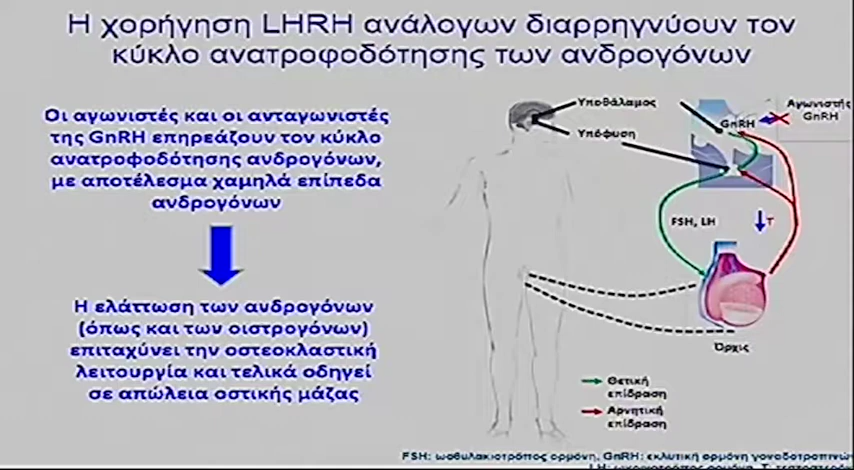 Η χορήγηση LHRH ανάλογων διαρρηγνύουν τον
κύκλο ανατροφοδότησης των ανδρογόνων
Οι αγωνιστές και οι ανταγωνιστές
της GnRH επηρεάζουν τον κύκλο
ανατροφοδότησης ανδρογόνων,
με αποτέλεσμα χαμηλά επίπεδα
ανδρογόνων
Η ελάττωση των ανδρογόνων
(όπως και των οιστρογόνων)
επιταχύνει την οστεοκλαστική
λειτουργία και τελικά οδηγεί
σε απώλεια οστικής μάζας
Υποθάλαμος
Υπόφυση
GnRH
Αγωνιστής
GnRH
FSH, LH
T
Όρχις
Θετική
επίδραση
Αρνητική
επίδραση
FSH: ωοθυλακιοτρόπος ορμόνη, GnRH: εκλυτική ορμόνη γοναδοτροπινών